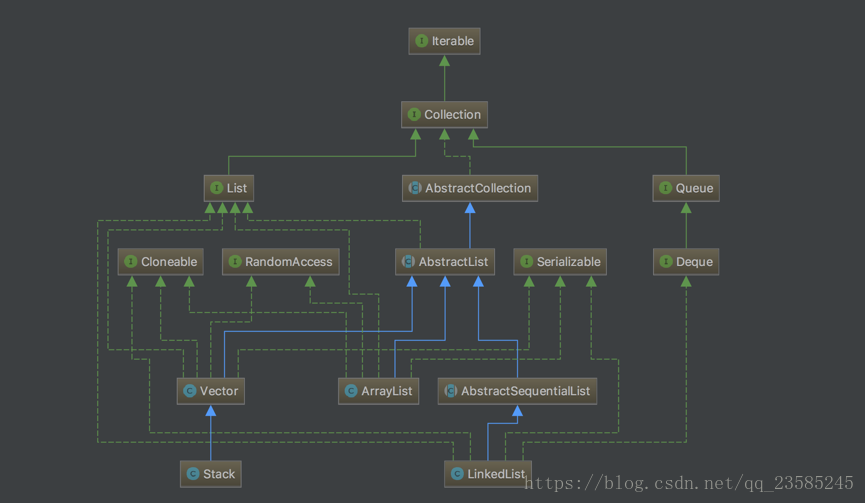 Iterable
Collection
List
AbstractCollection
Queue
Cloneable
RandomAccess
AbstractList
Serializable
Deque
Vector
ArrayList
AbstractSequentialList
Stack
LinkedList
https://blog.csdn.net/qq_23585245